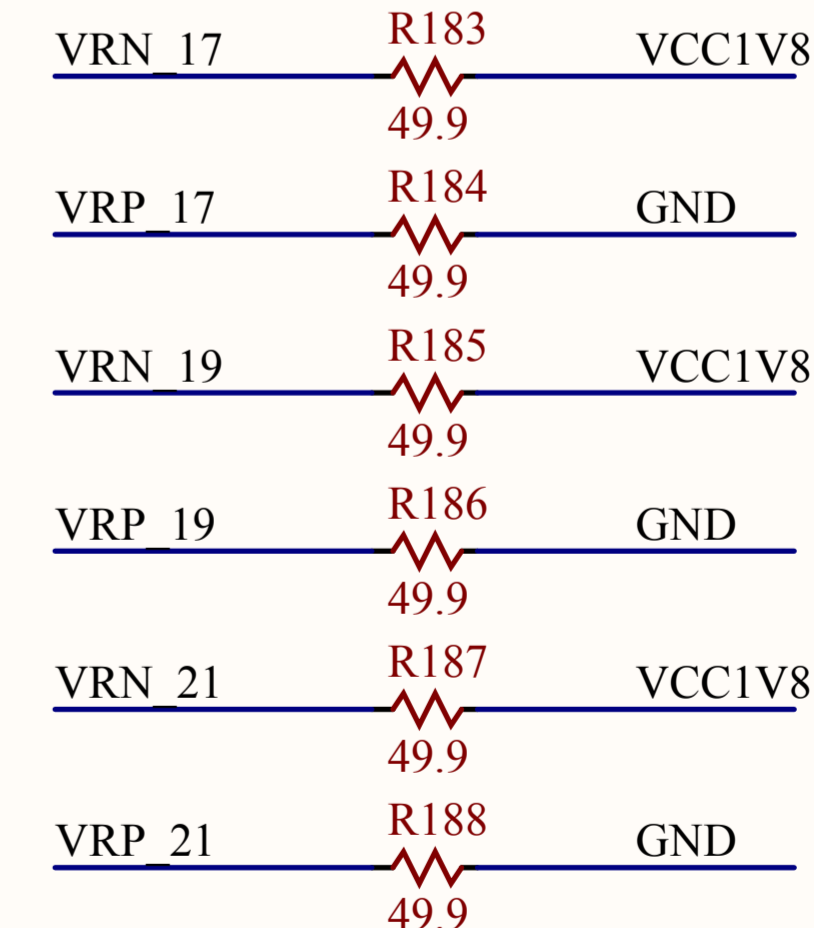 R183
VRN_17 VCC1V8
49.9
R184
VRP_17 GND
49.9
R185
VRN_19 VCC1V8
49.9
R186
VRP_19 GND
49.9
R187
VRN_21 VCC1V8
49.9
R188
VRP_21 GND
49.9